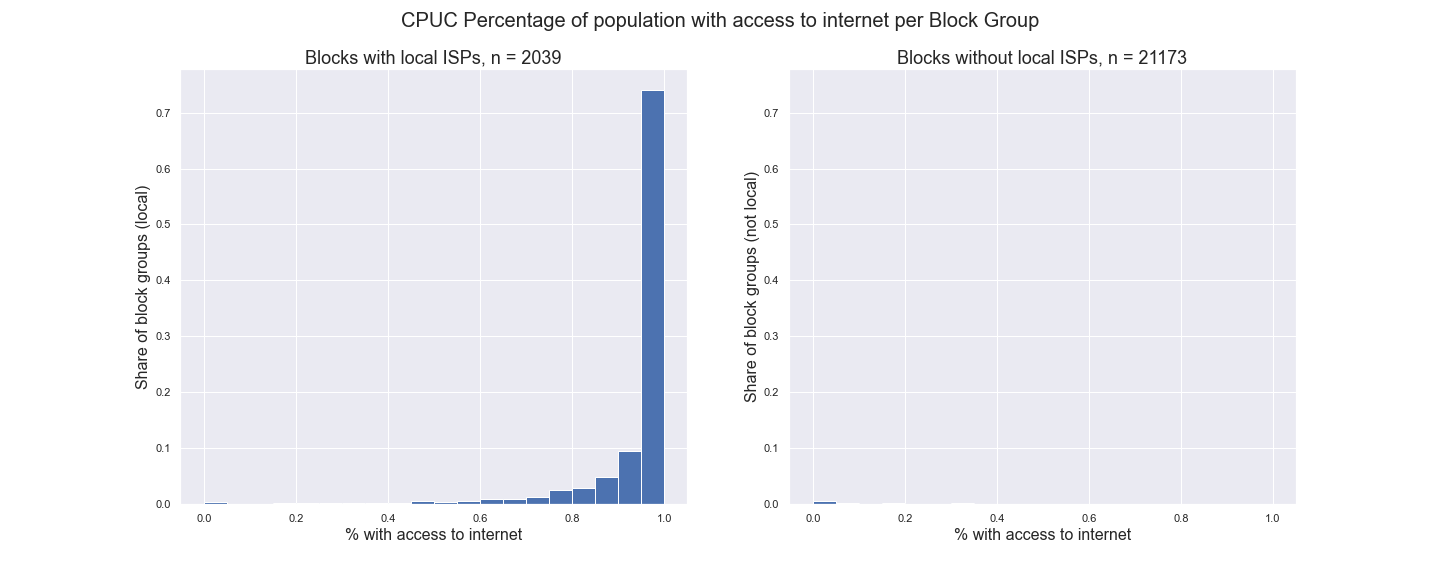 CPUC Percentage of population with access to internet per Block Group
Blocks with local ISPs, n = 2039
Share of block groups (local)
0.7
0.6
0.5
0.4
0.3
0.2
0.1
0.0
0.0 0.2 0.4 0.6 0.8 1.0
% with access to internet
Blocks without local ISPs, n = 21173
Share of block groups (not local)
0.7
0.6
0.5
0.4
0.3
0.2
0.1
0.0
0.0 0.2 0.4 0.6 0.8 1.0
% with access to internet